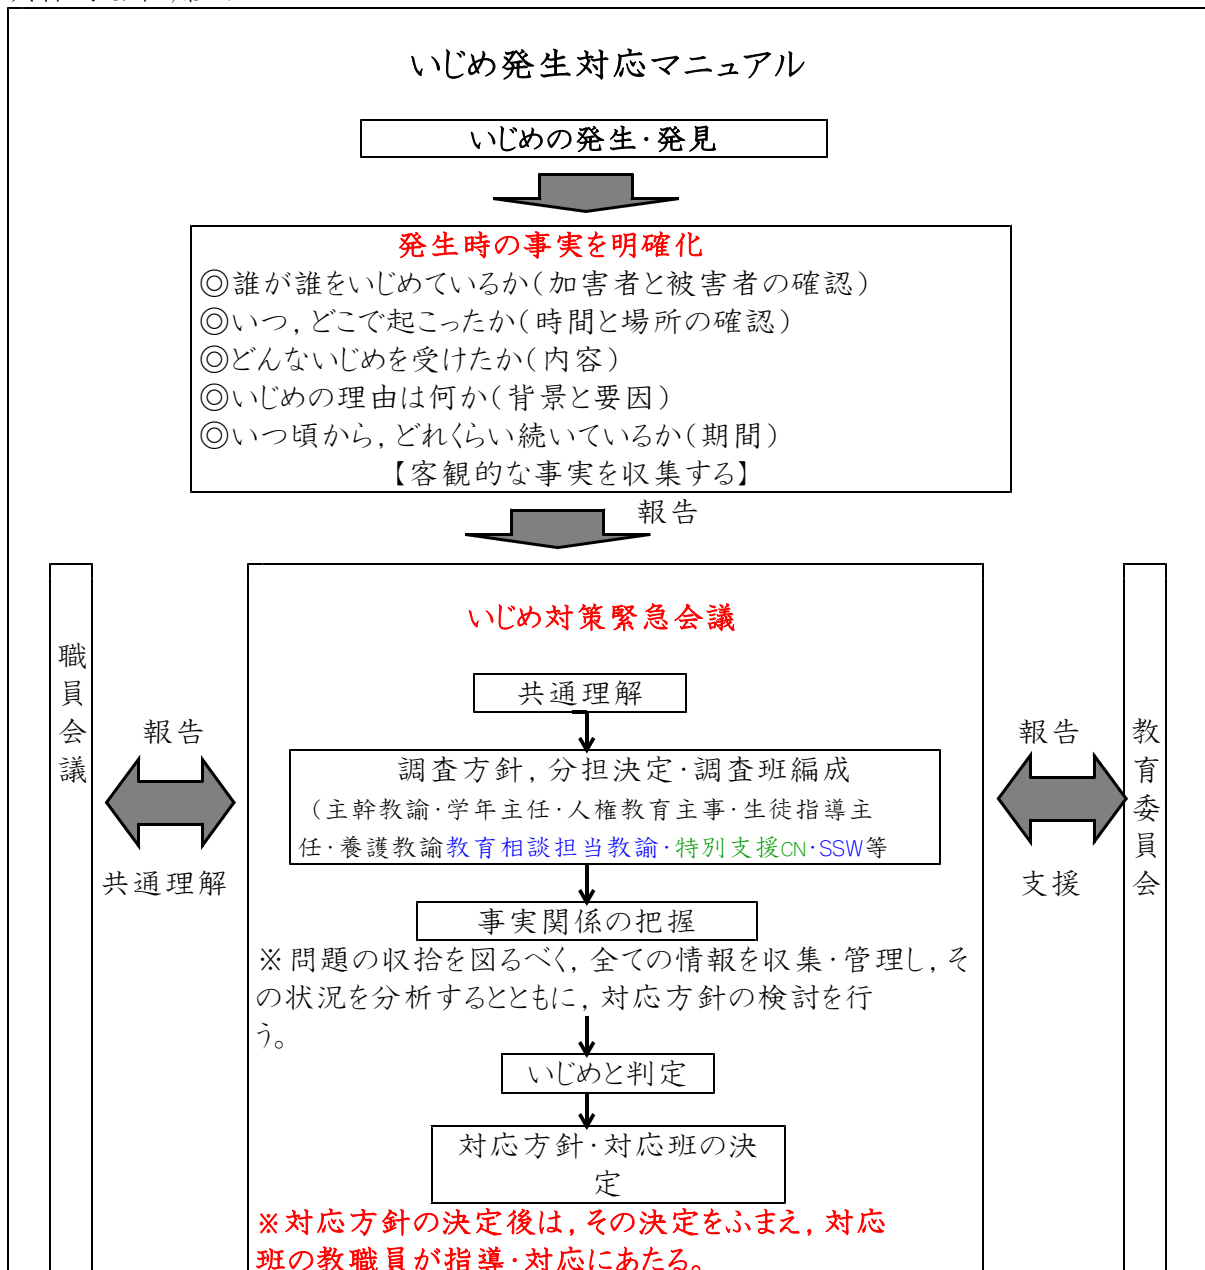 いじめ発生対応マニュアル
いじめの発生・発見
発生時の事実を明確化
◎誰が誰をいじめているか(加害者と被害者の確認)
◎いつ,どこで起こったか(時間と場所の確認)
◎どんないじめを受けたか(内容)
◎いじめの理由は何か(背景と要因)
◎いつ頃から,どれくらい続いているか(期間)
【客観的な事実を収集する】
報告
職員会議
報告
共通理解
いじめ対策緊急会議
共通理解
調査方針,分担決定・調査班編成
(主幹教諭・学年主任・人権教育主事・生徒指導主
任・養護教諭教育相談担当教諭・特別支援CN・SSW等
事実関係の把握
※問題の収拾を図るべく,全ての情報を収集・管理し,そ
の状況を分析するとともに,対応方針の検討を行
う。
いじめと判定
対応方針・対応班の決
定
※対応方針の決定後は,その決定をふまえ,対応
班の教職員が指導・対応にあたる。
報告
支援
教育委員会